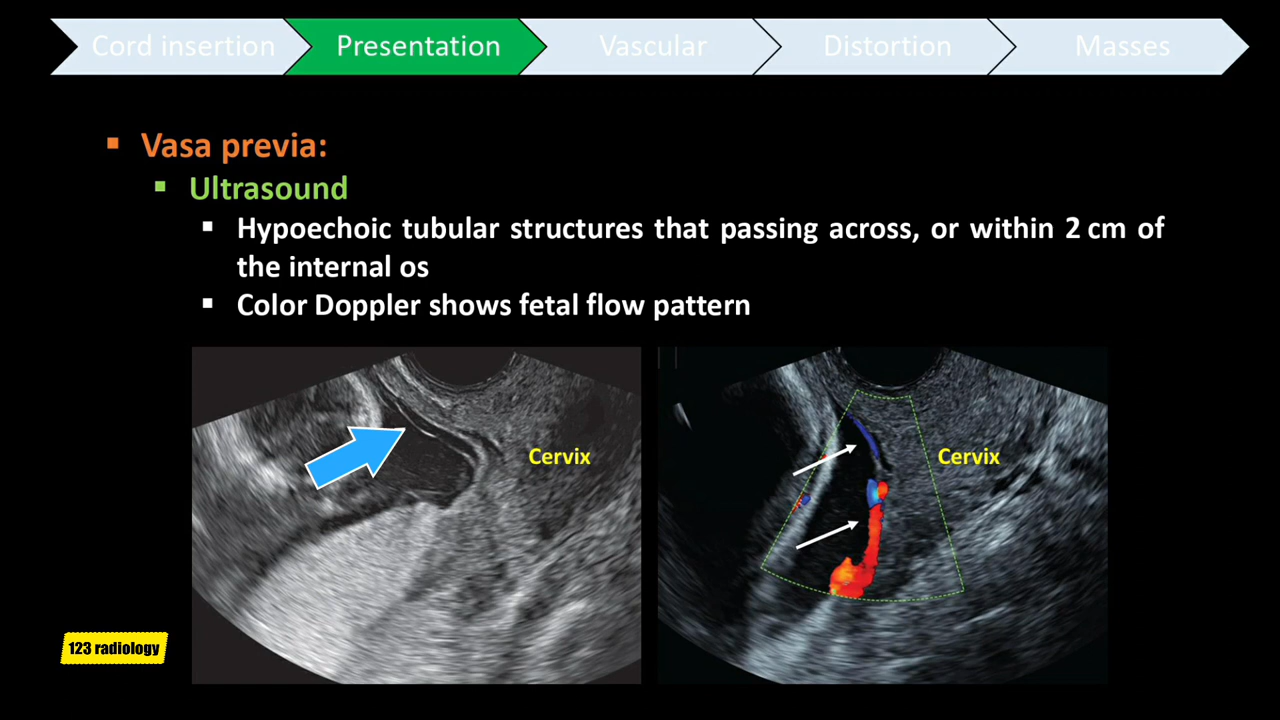 Cord insertion
Presentation
Vascular
Distortion
Masses
Vasa previa:
Ultrasound
Hypoechoic tubular structures that passing across, or within 2 cm of
the internal os
Color Doppler shows fetal flow pattern
Cervix
Cervix
123 radiology